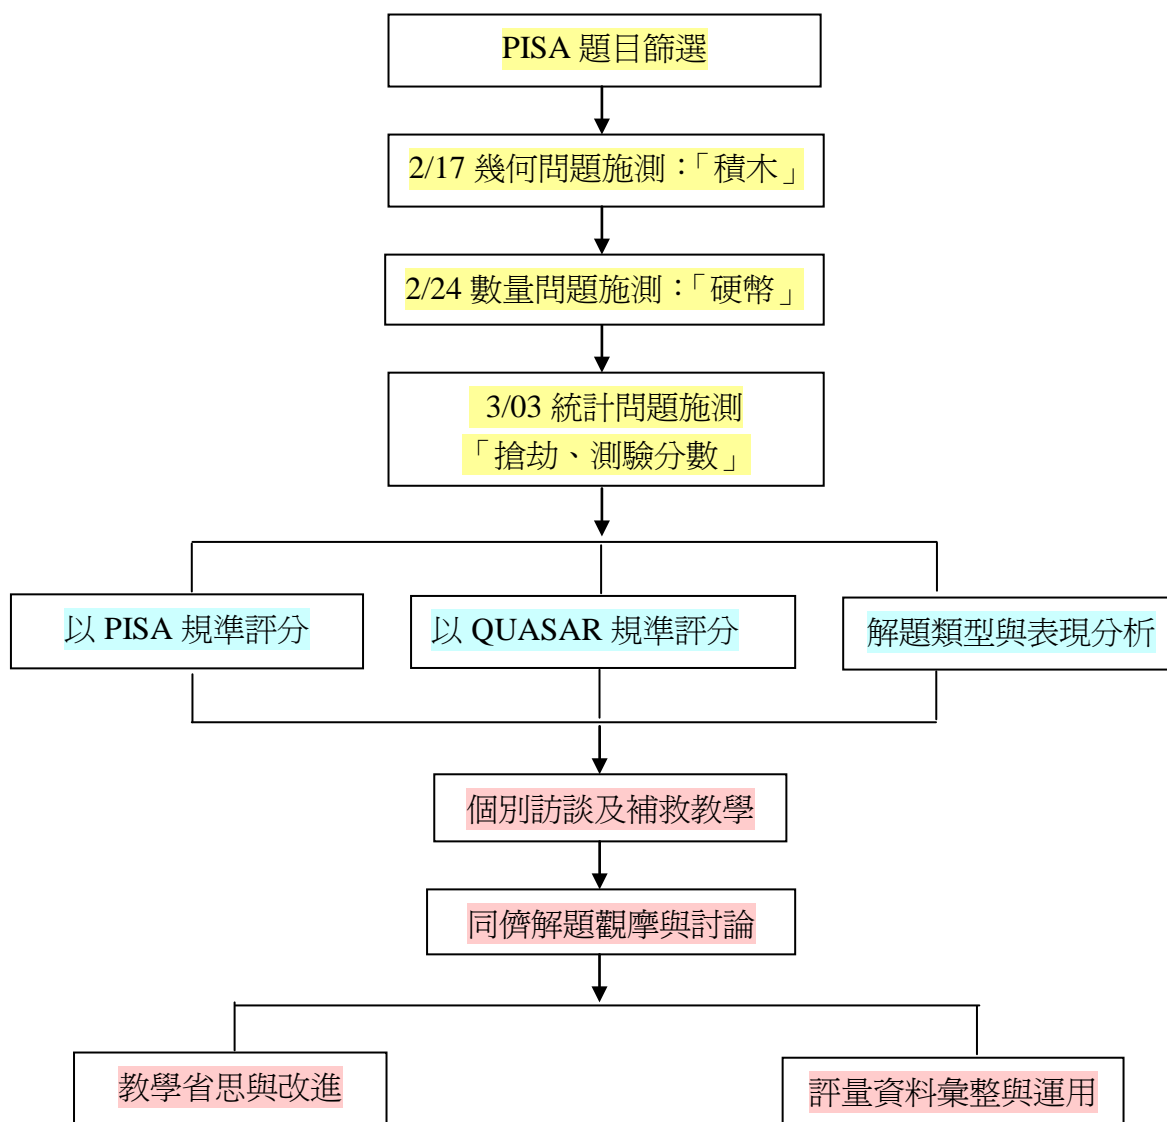 PISA 題目篩選
2/17 幾何問題施測：「積木」
2/24 數量問題施測：「硬幣」
3/03 統計問題施測
「搶劫、測驗分數」
以 PISA 規準評分
以 QUASAR 規準評分
解題類型與表現分析
個別訪談及補救教學
同儕解題觀摩與討論
教學省思與改進
評量資料彙整與運用